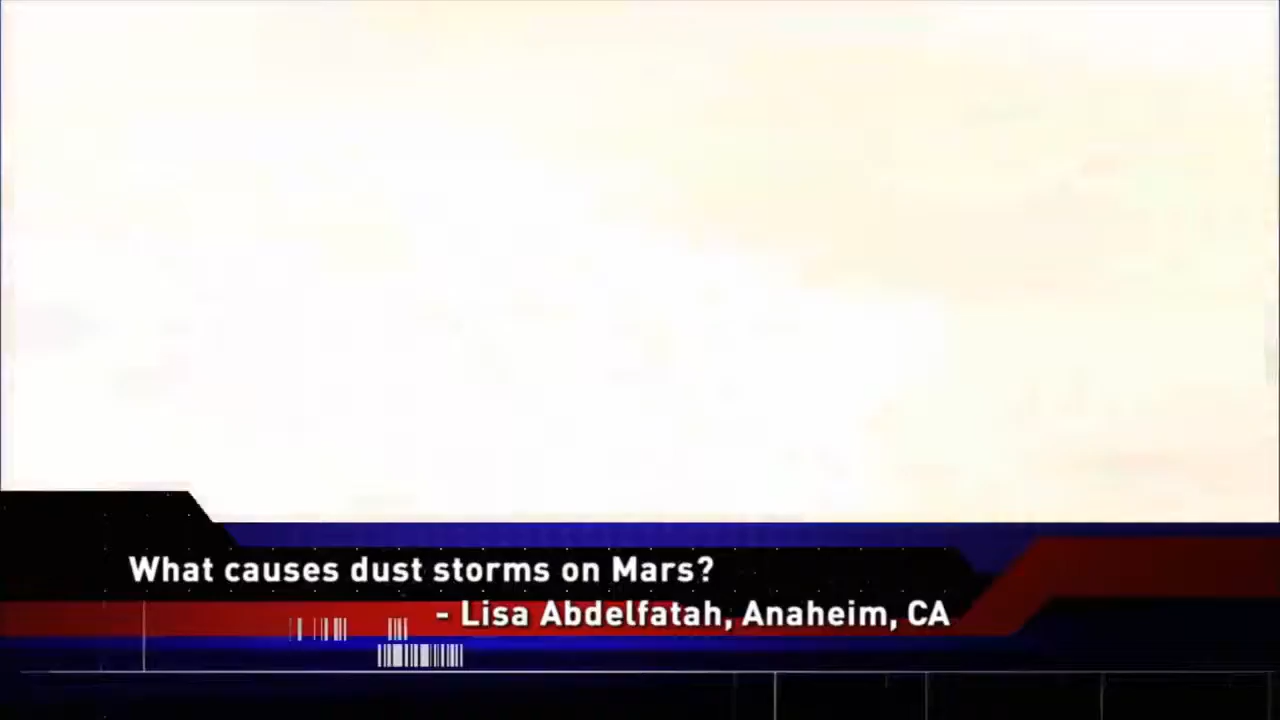 What causes dust storms on Mars?
- Lisa Abdelfatah, Anaheim, CA